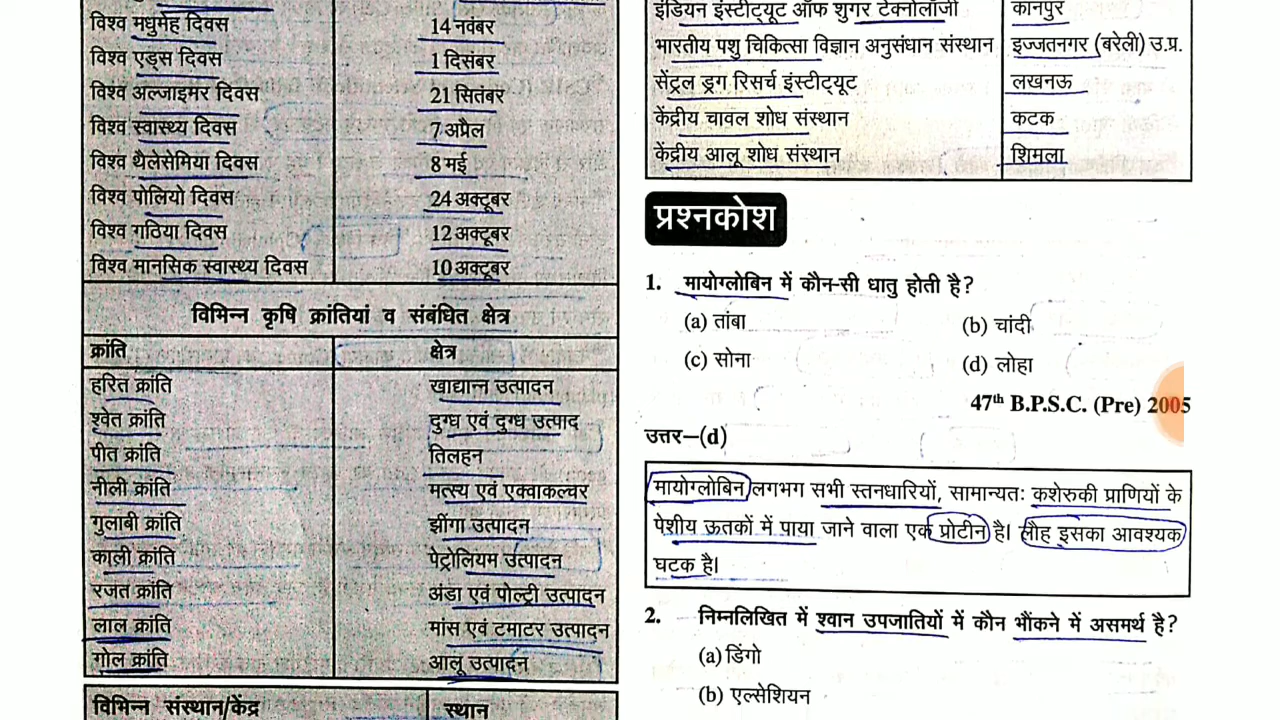 विश्व मधुमेह दिवस 14 नवंबर
विश्व एड्स दिवस 1 दिसंबर
विश्व अल्जाइमर दिवस 21 सितंबर
विश्व स्वास्थ्य दिवस 7 अप्रैल
विश्व थैलेसेमिया दिवस 8 मई
विश्व पोलियो दिवस 24 अक्टूबर
विश्व गठिया दिवस 12 अक्टूबर
विश्व मानसिक स्वास्थ्य दिवस 10 अक्टूबर
विभिन्न कृषि क्रांतियां व संबंधित क्षेत्र
क्रांति क्षेत्र
हरित क्रांति खाद्यान्न उत्पादन
श्वेत क्रांति दुग्ध एवं दुग्ध उत्पाद
पीत क्रांति तिलहन
नीली क्रांति मत्स्य एवं एक्वाकल्चर
गुलाबी क्रांति झींगा उत्पादन
काली क्रांति पेट्रोलियम उत्पादन
रजत क्रांति अंडा एवं पोल्ट्री उत्पादन
लाल क्रांति मांस एवं टमाटर उत्पादन
गोल क्रांति आलू उत्पादन
विभिन्न संस्थान/केंद्र स्थान
इंडियन इंस्टीट्यूट ऑफ शुगर टेक्नोलॉजी कानपुर
भारतीय पशु चिकित्सा विज्ञान अनुसंधान संस्थान इज्जतनगर (बरेली) उ.प्र.
सेंट्रल ड्रग रिसर्च इंस्टीट्यूट लखनऊ
केंद्रीय चावल शोध संस्थान कटक
केंद्रीय आलू शोध संस्थान शिमला
प्रश्नकोश
1. मायोग्लोबिन में कौन-सी धातु होती है?
(a) तांबा (b) चांदी
(c) सोना (d) लोहा
47th B.P.S.C. (Pre) 2005
उत्तर—(d)
मायोग्लोबिन लगभग सभी स्तनधारियों, सामान्यतः कशेरुकी प्राणियों के
पेशीय ऊतकों में पाया जाने वाला एक प्रोटीन है। लौह इसका आवश्यक
घटक है।
2. निम्नलिखित में श्वान उपजातियों में कौन भौंकने में असमर्थ है?
(a) डिंगो
(b) एल्सेशियन